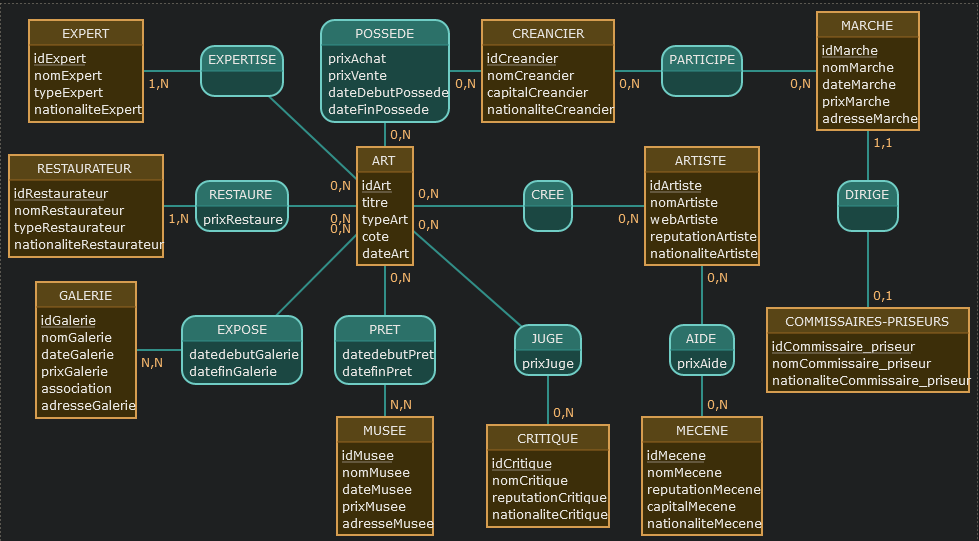 EXPERT
idExpert
nomExpert
typeExpert
nationaliteExpert
1,N
EXPERTISE
0,N
POSSEDE
prixAchat
prixVente
dateDebutPossede
dateFinPossede
0,N
0,N
CREANCIER
idCreancier
nomCreancier
capitalCreancier
nationaliteCreancier
0,N
PARTICIPE
0,N
MARCHE
idMarche
nomMarche
dateMarche
prixMarche
adresseMarche
1,1
RESTAURATEUR
idRestaurateur
nomRestaurateur
typeRestaurateur
nationaliteRestaurateur
1,N
RESTAURE
prixRestaure
0,N
0,N
ART
idArt
titre
typeArt
cote
dateArt
0,N
0,N
0,N
CREE
0,N
ARTISTE
idArtiste
nomArtiste
webArtiste
reputationArtiste
nationaliteArtiste
0,N
DIRIGE
0,1
GALERIE
idGalerie
nomGalerie
dateGalerie
prixGalerie
association
adresseGalerie
N,N
EXPOSE
datedebutGalerie
datefinGalerie
PRET
datedebutPret
datefinPret
N,N
JUGE
prixJuge
0,N
AIDE
prixAide
0,N
COMMISSAIRES-PRISEURS
idCommissaire_priseur
nomCommissaire_priseur
nationaliteCommissaire_priseur
MUSEE
idMusee
nomMusee
dateMusee
prixMusee
adresseMusee
CRITIQUE
idCritique
nomCritique
reputationCritique
nationaliteCritique
MECENE
idMecene
nomMecene
reputationMecene
capitalMecene
nationaliteMecene